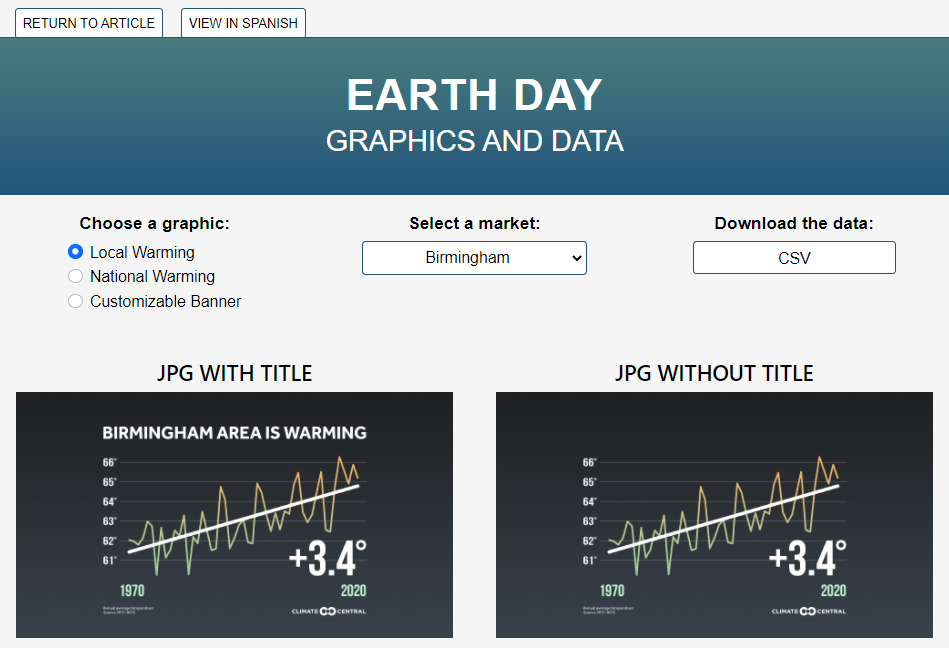 RETURN TO ARTICLE
VIEW IN SPANISH
EARTH DAY
GRAPHICS AND DATA
Choose a graphic:
Local Warming
National Warming
Customizable Banner
Select a market:
Birmingham
Download the data:
CSV
JPG WITH TITLE
BIRMINGHAM AREA IS WARMING
66°
65°
64°
63°
62°
61°
+3.4°
1970
2020
CLIMATE CENTRAL
JPG WITHOUT TITLE
66°
65°
64°
63°
62°
61°
+3.4°
1970
2020
CLIMATE CENTRAL